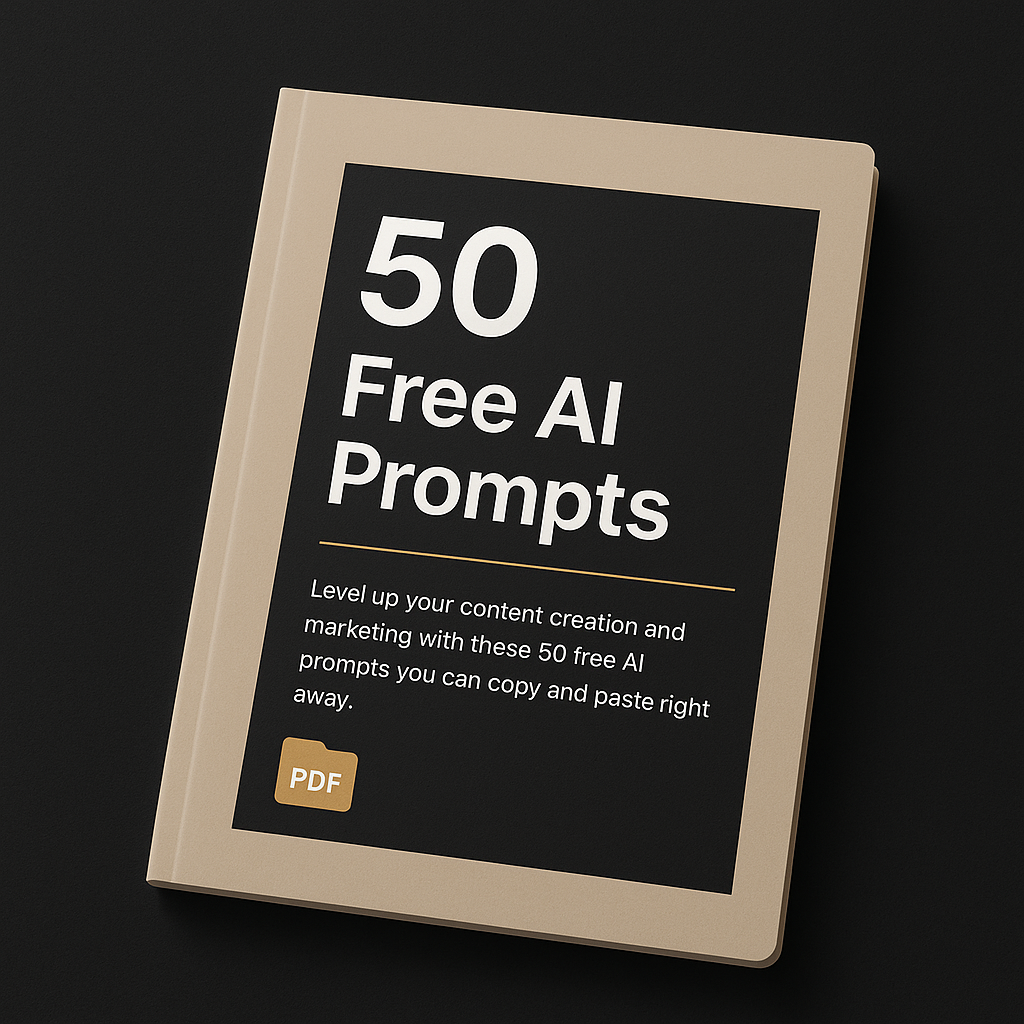 50
Free AI
Prompts
Level up your content creation and
marketing with these 50 free AI
prompts you can copy and paste right
away.
PDF